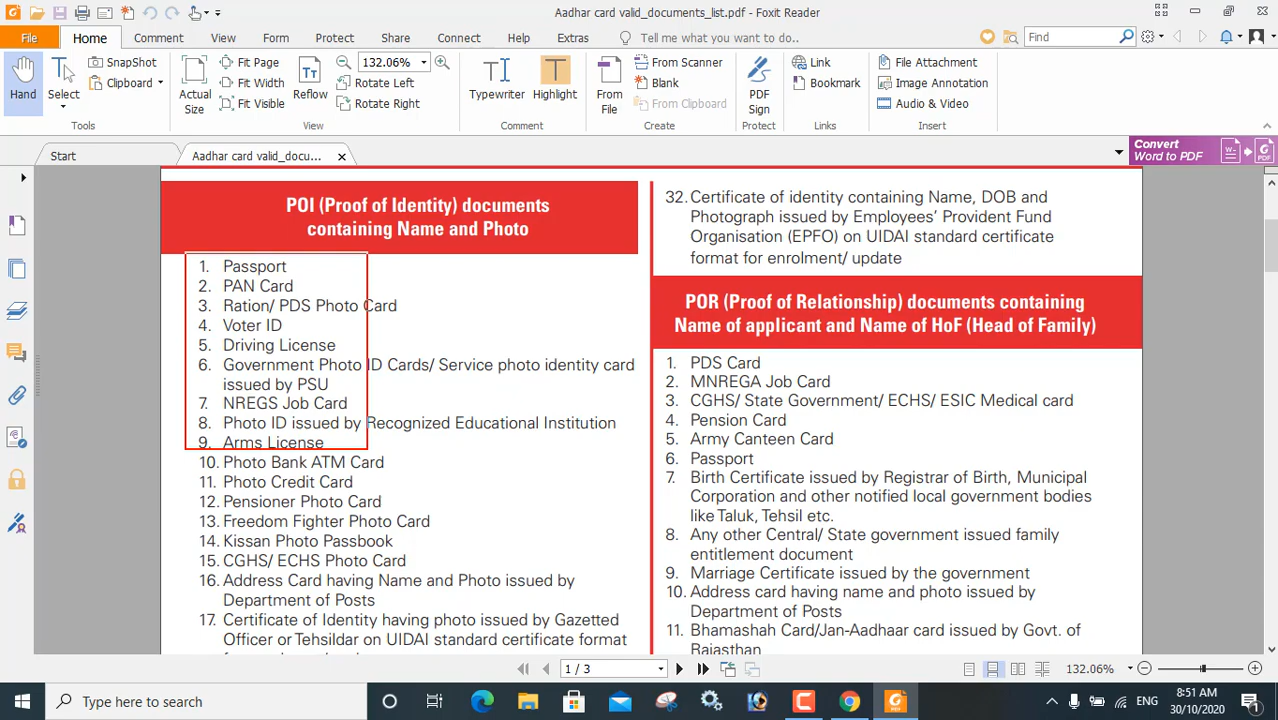 Aadhar card valid_documents_list.pdf - Foxit Reader
File
Home
Comment
View
Form
Protect
Share
Connect
Help
Extras
Tell me what you want to do..
Find
Hand
Select
SnapShot
Clipboard
Tools
Actual
Size
Fit Page
Fit Width
Fit Visible
Reflow
132.06%
Rotate Left
Rotate Right
View
Typewriter
Highlight
Comment
From
File
From Scanner
Blank
From Clipboard
Create
PDF
Sign
Protect
Link
Bookmark
Links
File Attachment
Image Annotation
Audio & Video
Insert
Start
Aadhar card valid_docu...
Convert
Word to PDF
POI (Proof of Identity) documents
containing Name and Photo
1. Passport
2. PAN Card
3. Ration/ PDS Photo Card
4. Voter ID
5. Driving License
6. Government Photo ID Cards/ Service photo identity card
issued by PSU
7. NREGS Job Card
8. Photo ID issued by Recognized Educational Institution
9. Arms License
10. Photo Bank ATM Card
11. Photo Credit Card
12. Pensioner Photo Card
13. Freedom Fighter Photo Card
14. Kissan Photo Passbook
15. CGHS/ ECHS Photo Card
16. Address Card having Name and Photo issued by
Department of Posts
17. Certificate of Identity having photo issued by Gazetted
Officer or Tehsildar on UIDAI standard certificate format
32. Certificate of identity containing Name, DOB and
Photograph issued by Employees’ Provident Fund
Organisation (EPFO) on UIDAI standard certificate
format for enrolment/ update
POR (Proof of Relationship) documents containing
Name of applicant and Name of HoF (Head of Family)
1. PDS Card
2. MNREGA Job Card
3. CGHS/ State Government/ ECHS/ ESIC Medical card
4. Pension Card
5. Army Canteen Card
6. Passport
7. Birth Certificate issued by Registrar of Birth, Municipal
Corporation and other notified local government bodies
like Taluk, Tehsil etc.
8. Any other Central/ State government issued family
entitlement document
9. Marriage Certificate issued by the government
10. Address card having name and photo issued by
Department of Posts
11. Bhamashah Card/Jan-Aadhaar card issued by Govt. of
Rajasthan
1 / 3
132.06%
Type here to search
ENG
8:51 AM
30/10/2020